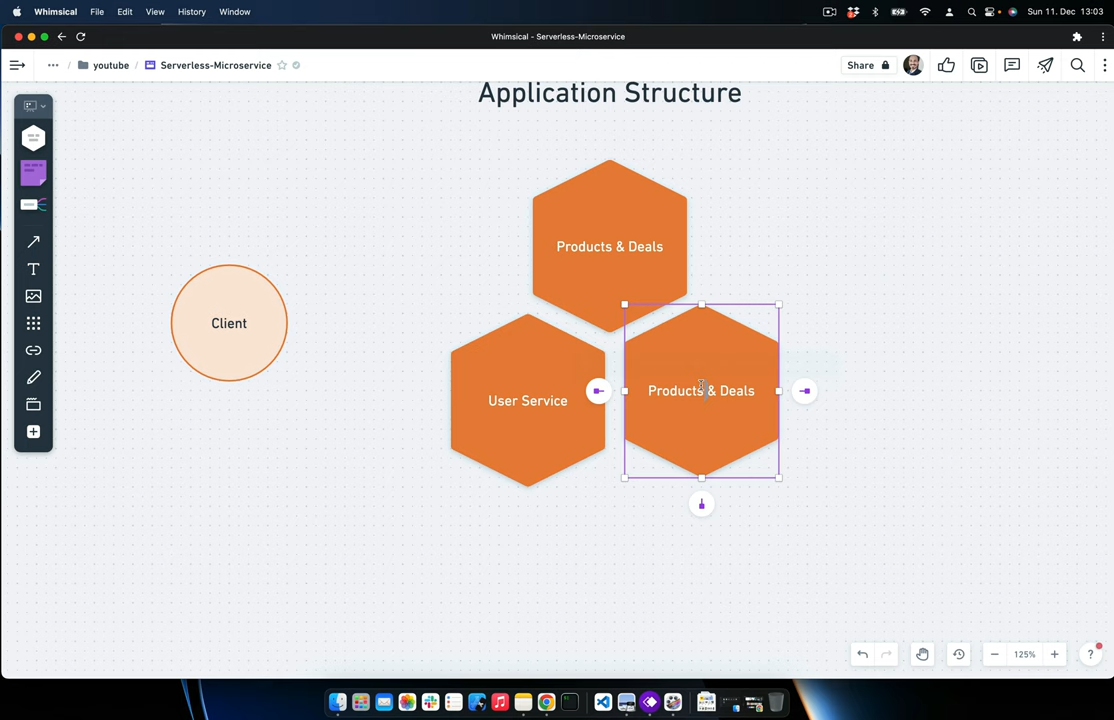 Whimsical File Edit View History Window Sun 11. Dec 13:03
Whimsical - Serverless-Microservice
... / youtube / Serverless-Microservice Share
Application Structure
Products & Deals
Client
User Service
Products & Deals
125%
?